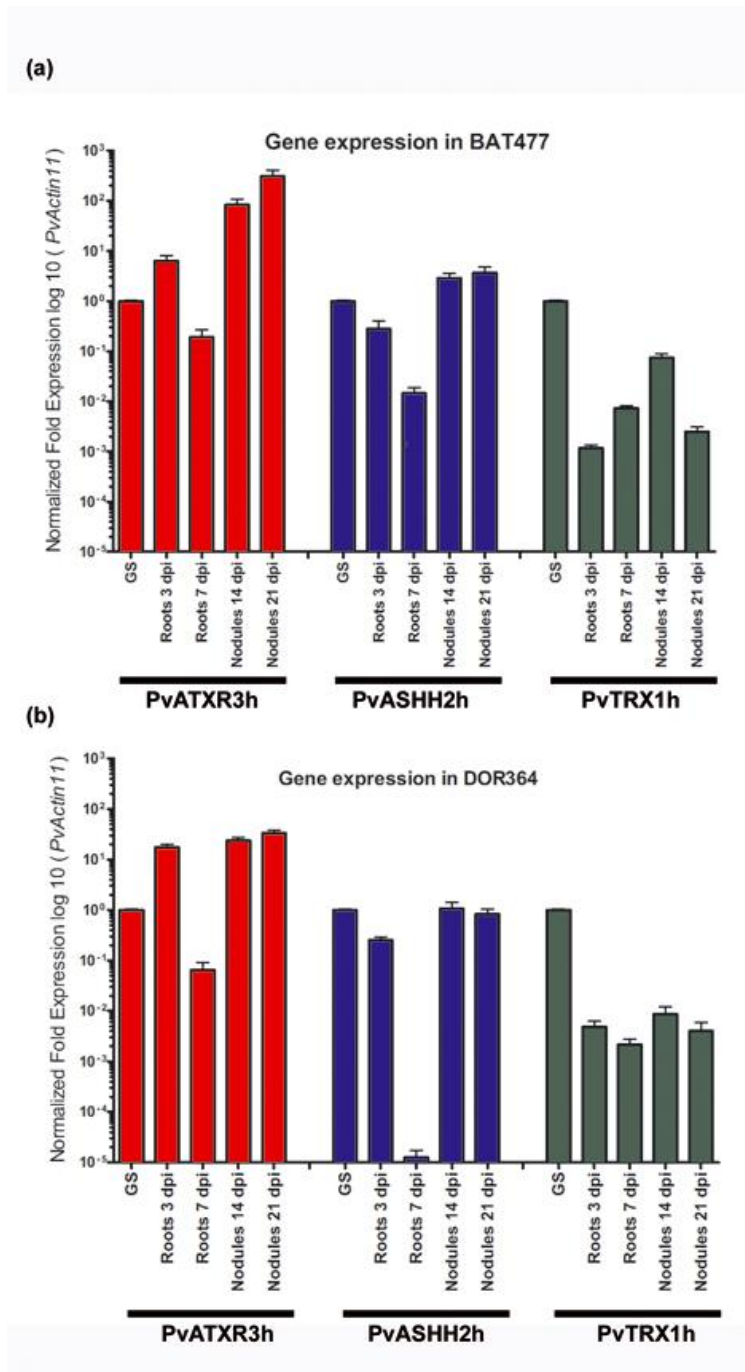 (a)
Gene expression in BAT477
Normalized Fold Expression log 10 ( PvActin11)
10³
10²
10¹
10⁰
10⁻¹
10⁻²
10⁻³
10⁻⁴
10⁻⁵
GS
Roots 3 dpi
Roots 7 dpi
Nodules 14 dpi
Nodules 21 dpi
GS
Roots 3 dpi
Roots 7 dpi
Nodules 14 dpi
Nodules 21 dpi
GS
Roots 3 dpi
Roots 7 dpi
Nodules 14 dpi
Nodules 21 dpi
PvATXR3h PvASHH2h PvTRX1h
(b)
Gene expression in DOR364
Normalized Fold Expression log 10 ( PvActin11)
10³
10²
10¹
10⁰
10⁻¹
10⁻²
10⁻³
10⁻⁴
10⁻⁵
GS
Roots 3 dpi
Roots 7 dpi
Nodules 14 dpi
Nodules 21 dpi
GS
Roots 3 dpi
Roots 7 dpi
Nodules 14 dpi
Nodules 21 dpi
GS
Roots 3 dpi
Roots 7 dpi
Nodules 14 dpi
Nodules 21 dpi
PvATXR3h PvASHH2h PvTRX1h